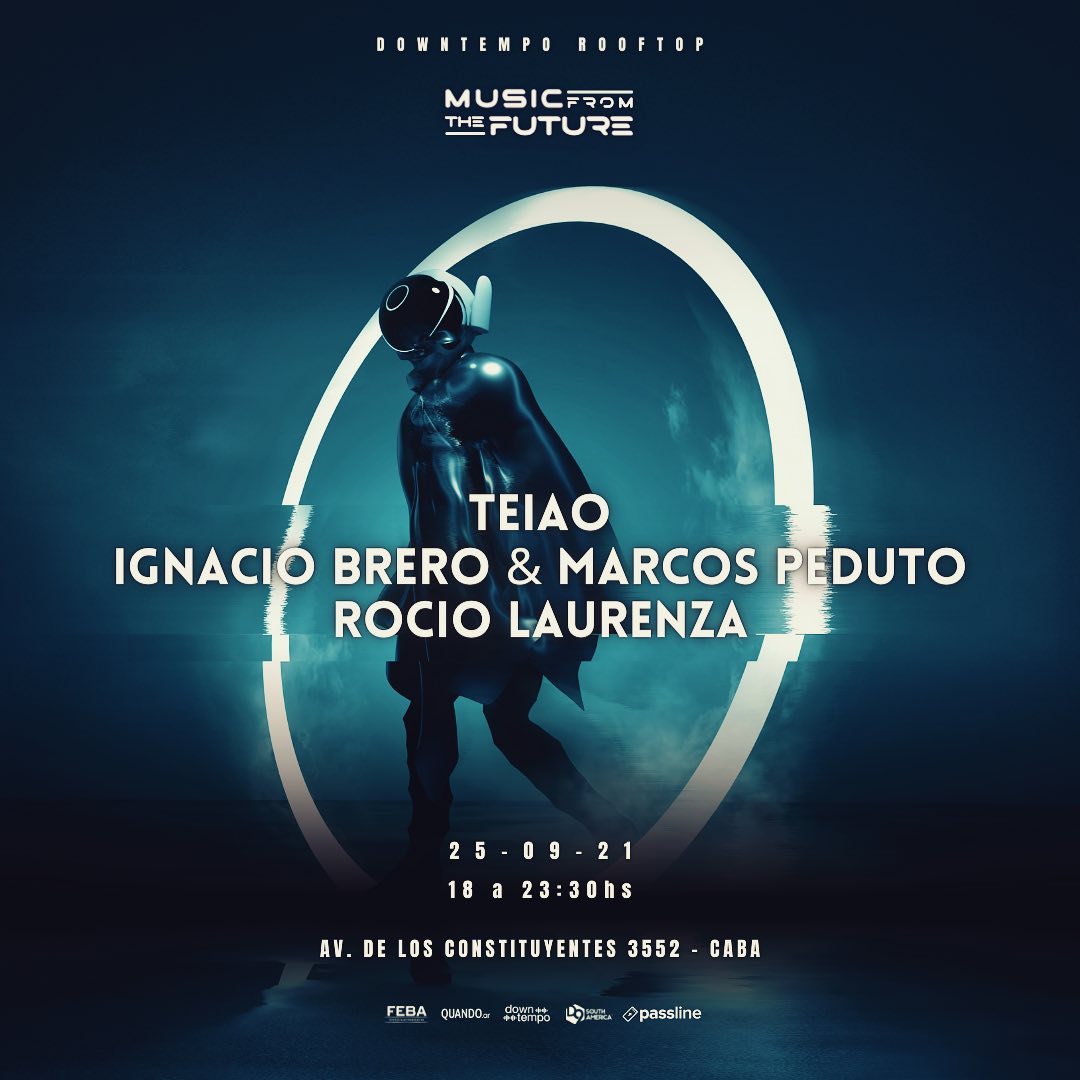 DOWNTEMPO ROOFTOP
MUSIC FROM
THE FUTURE
TEIAO
IGNACIO BRERO & MARCOS PEDUTO
ROCIO LAURENZA
25-09-21
18 a 23:30hs
AV. DE LOS CONSTITUYENTES 3552 - CABA
FEBA QUANDO.ar down tempo SOUTH AMERICA passline